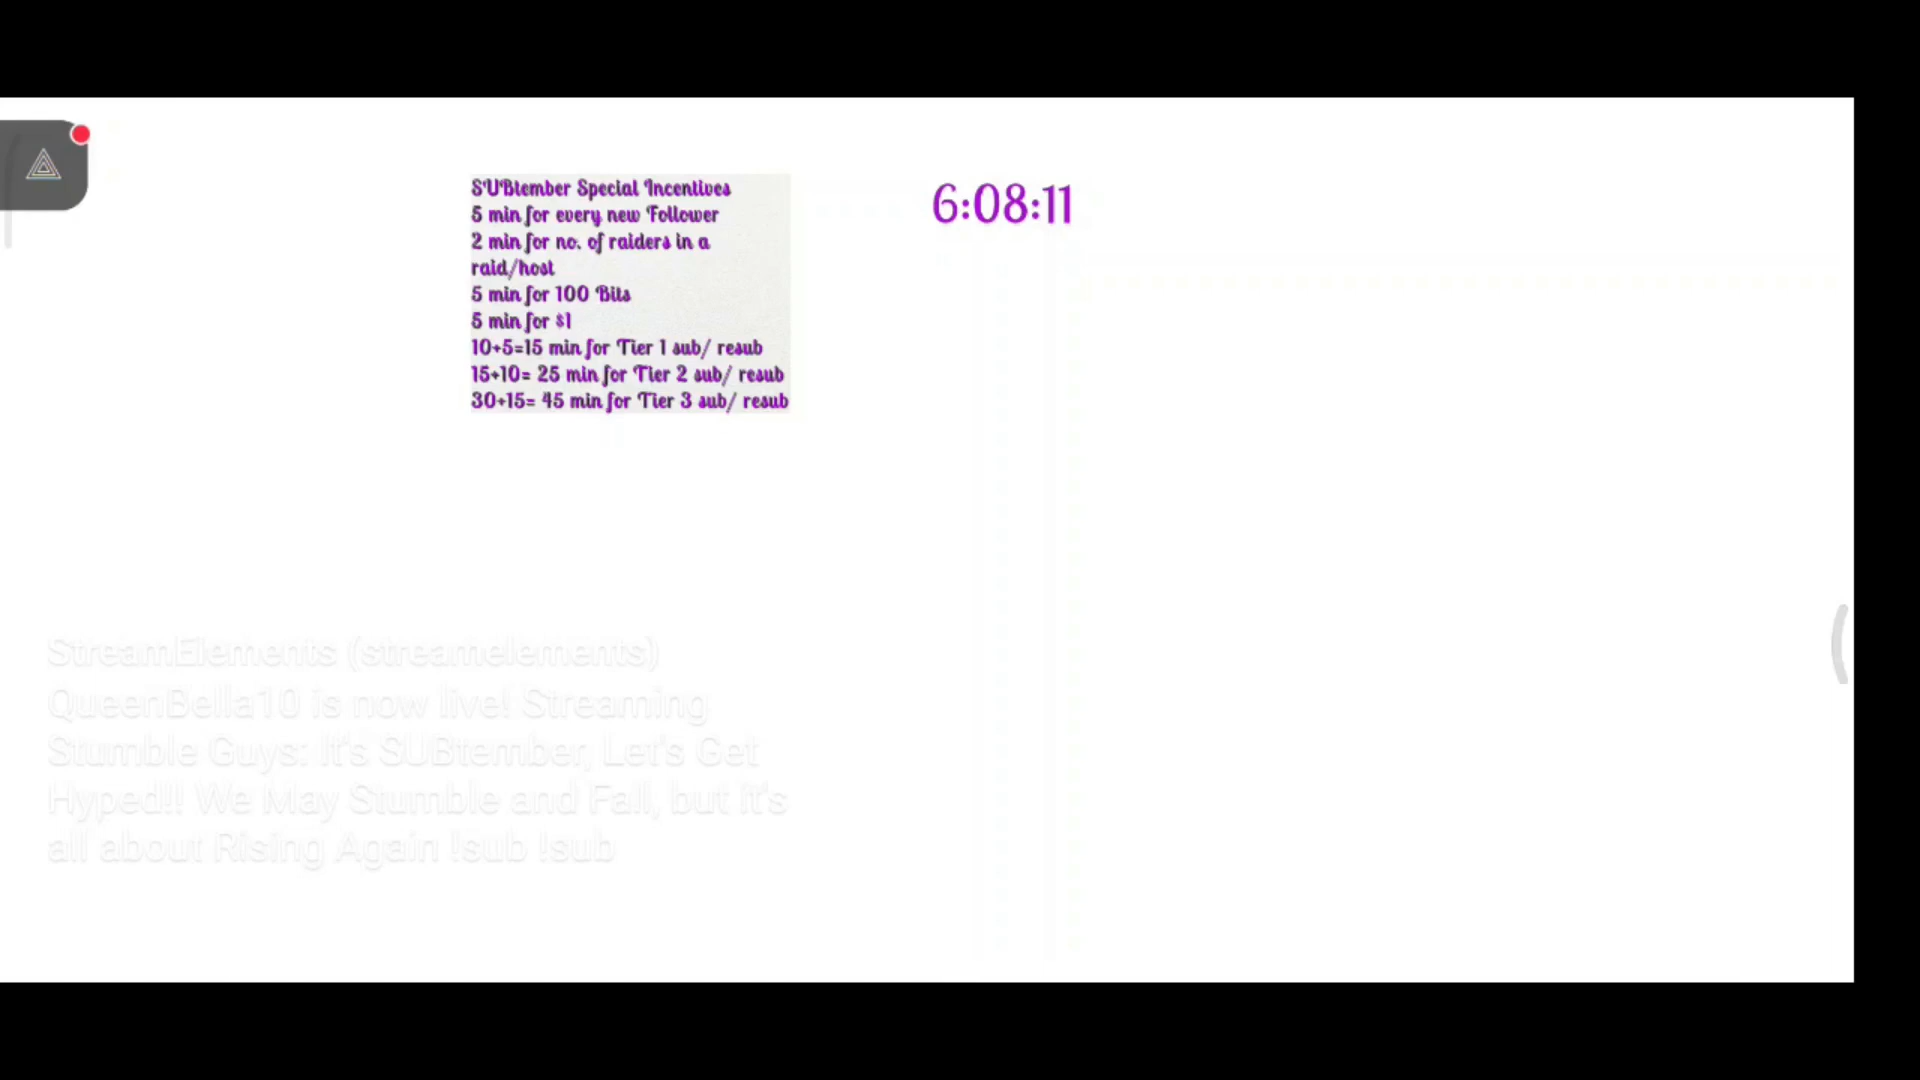 SUBtember Special Incentives
5 min for every new Follower
2 min for no. of raiders in a
raid/host
5 min for 100 Bits
5 min for $1
10+5=15 min for Tier 1 sub/ resub
15+10= 25 min for Tier 2 sub/ resub
30+15= 45 min for Tier 3 sub/ resub
6:08:11
StreamElements (streamelements)
QueenBella10 is now live! Streaming
Stumble Guys: It's SUBtember, Let's Get
Hyped!! We May Stumble and Fall, but it's
all about Rising Again !sub !sub